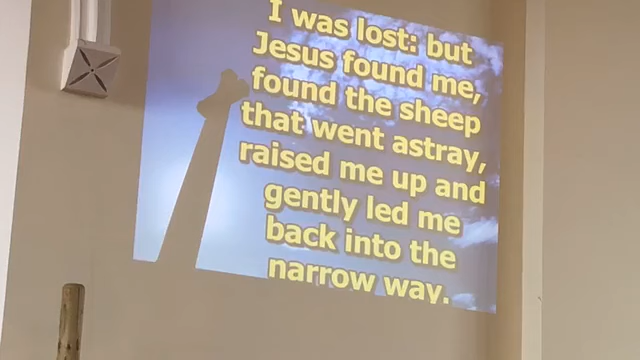 I was lost: but
Jesus found me,
found the sheep
that went astray,
raised me up and
gently led me
back into the
narrow way.